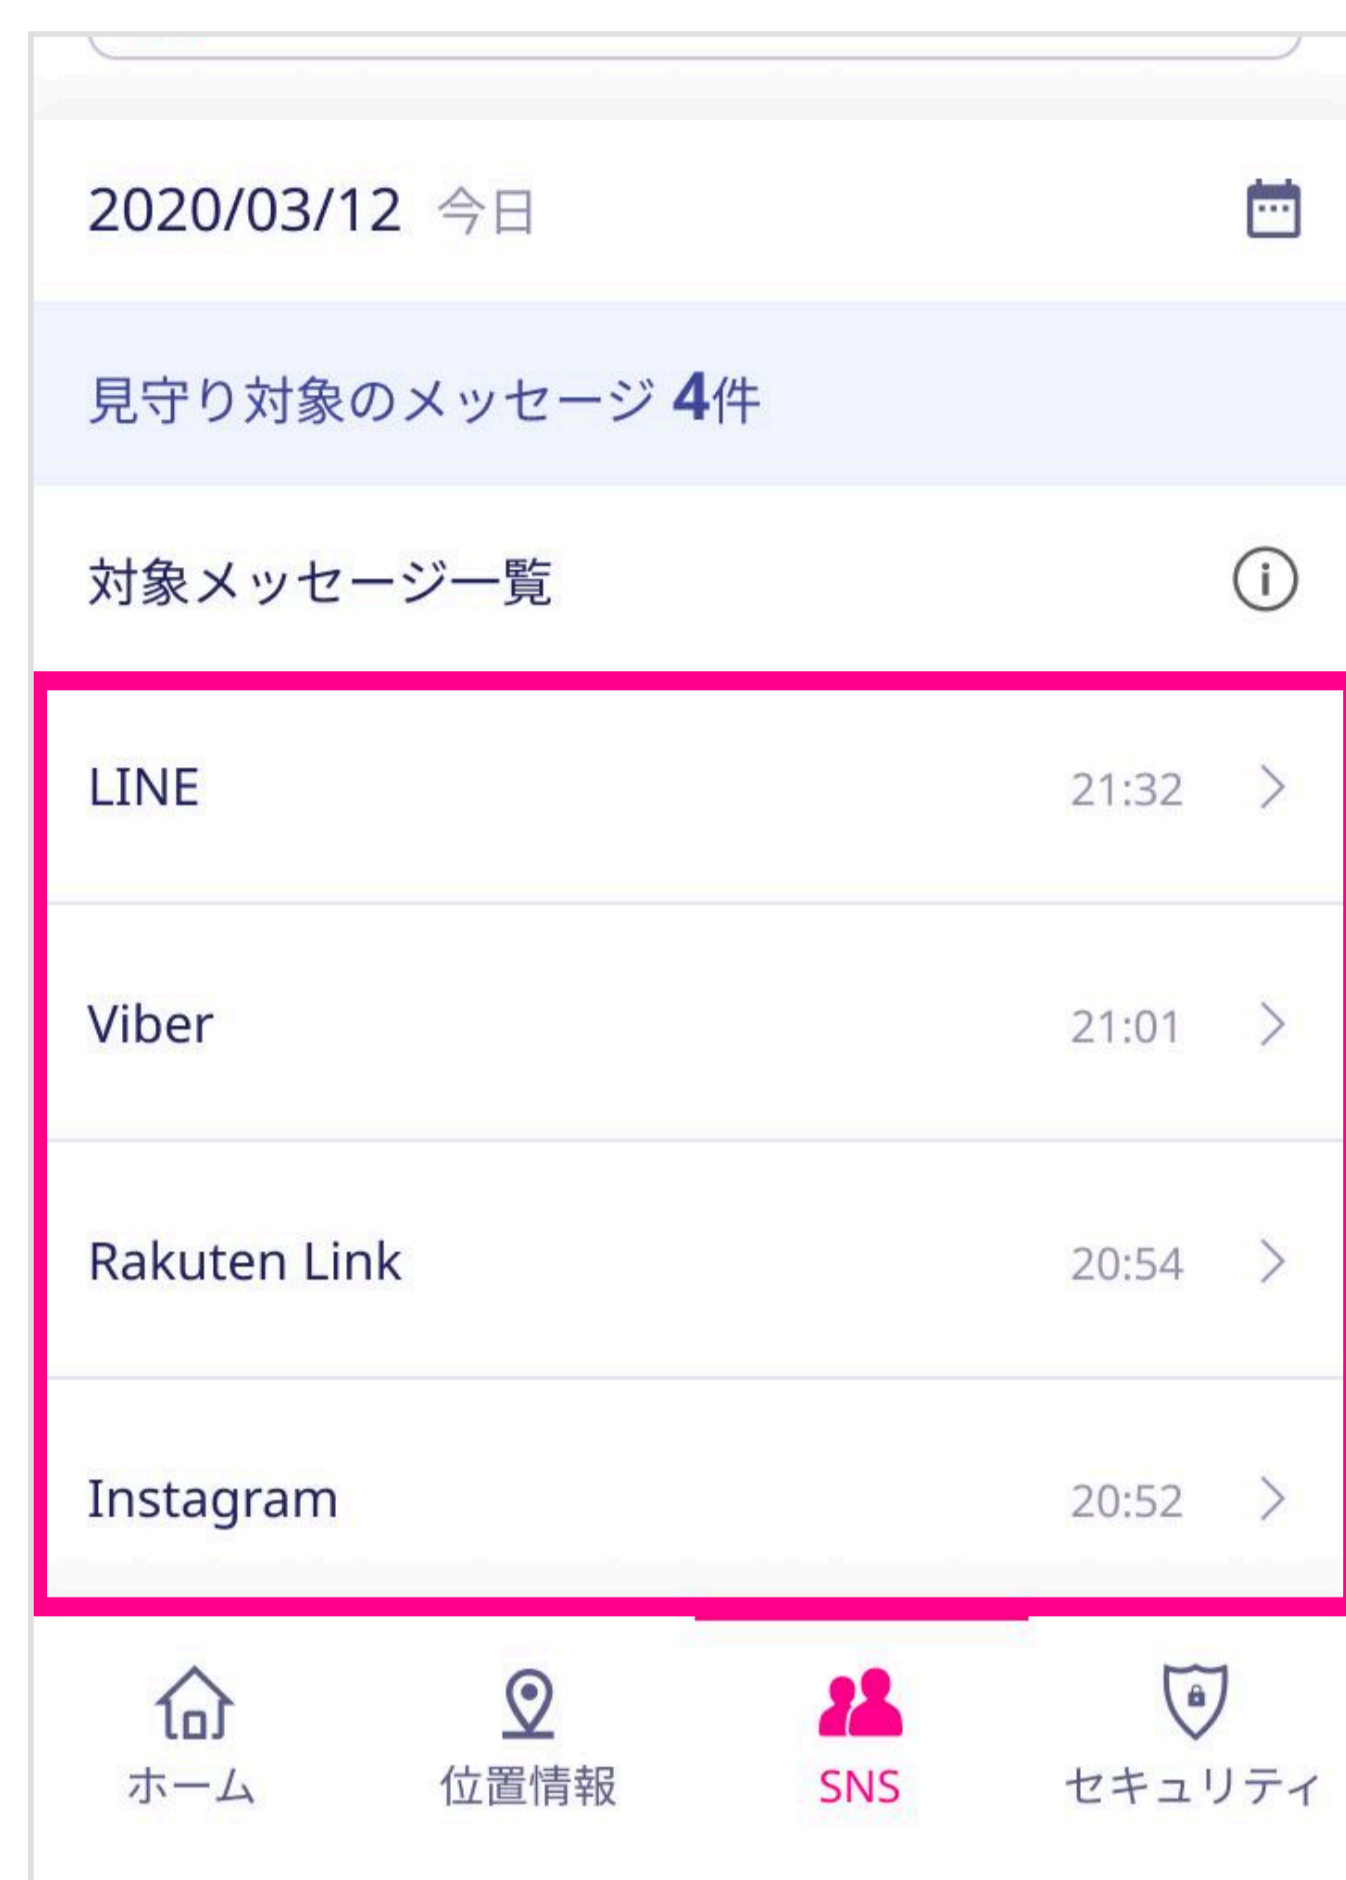 2020/03/12 今日
見守り対象のメッセージ 4件
対象メッセージ一覧
LINE 21:32
Viber 21:01
Rakuten Link 20:54
Instagram 20:52
ホーム 位置情報 SNS セキュリティ